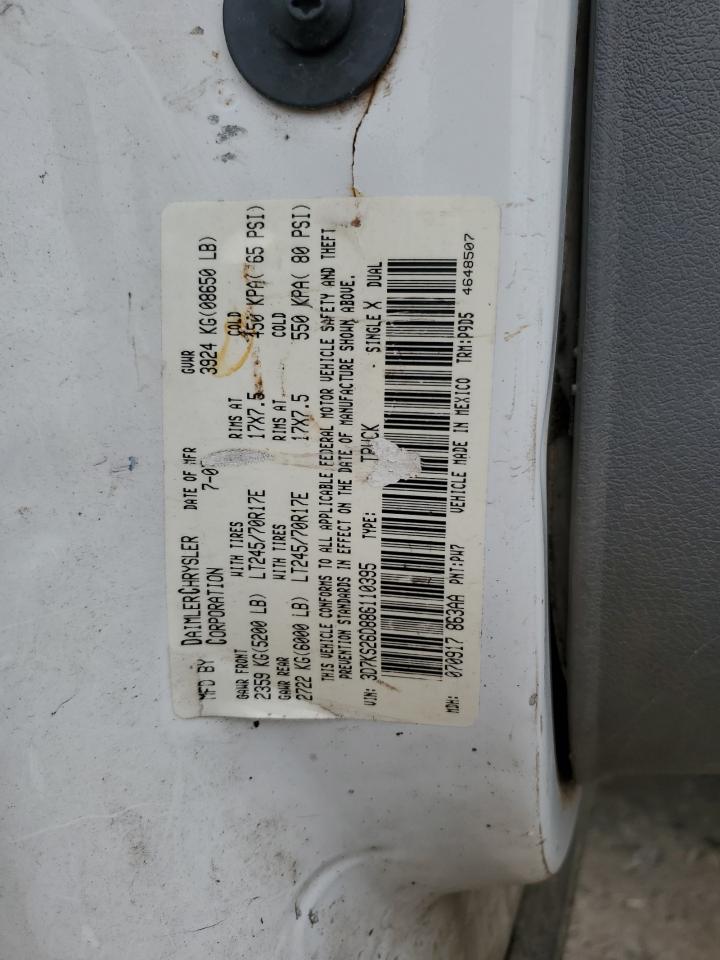 MFD BY DAIMLERCHRYSLER CORPORATION DATE OF MFR GVWR
7-0 3924 KG(08650 LB)
GAWR FRONT WITH TIRES RIMS AT COLD
2359 KG(5200 LB) LT245/70R17E 17X7.5 450 KPA( 65 PSI)
GAWR REAR WITH TIRES RIMS AT COLD
2722 KG(6000 LB) LT245/70R17E 17X7.5 550 KPA( 80 PSI)
THIS VEHICLE CONFORMS TO ALL APPLICABLE FEDERAL MOTOR VEHICLE SAFETY AND THEFT
PREVENTION STANDARDS IN EFFECT ON THE DATE OF MANUFACTURE SHOWN ABOVE.
VIN: 3D7KS26D886110395 TYPE: TRUCK - SINGLE X DUAL
MDH: 070917 863AA PNT:PW7 VEHICLE MADE IN MEXICO TRM:P9D5
4648507